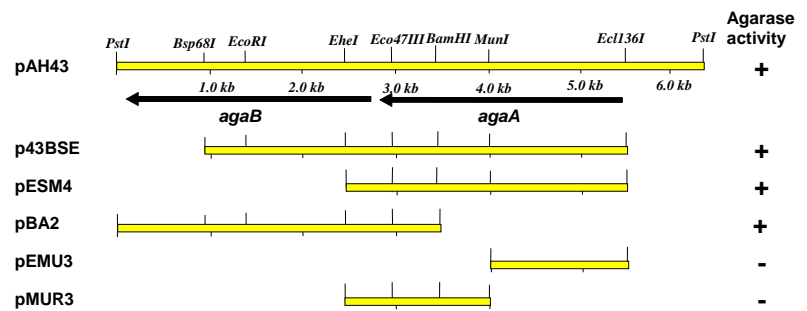 Agarase
activity
PstI Bsp68I EcoRI EheI Eco47III BamHI MunI Ecl136I PstI
pAH43 +
1.0 kb 2.0 kb 3.0 kb 4.0 kb 5.0 kb 6.0 kb
agaB agaA
p43BSE +
pESM4 +
pBA2 +
pEMU3 -
pMUR3 -